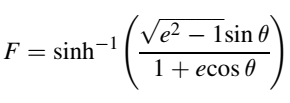 F = sinh⁻¹ ( √(e² − 1) sin θ / (1 + e cos θ) )